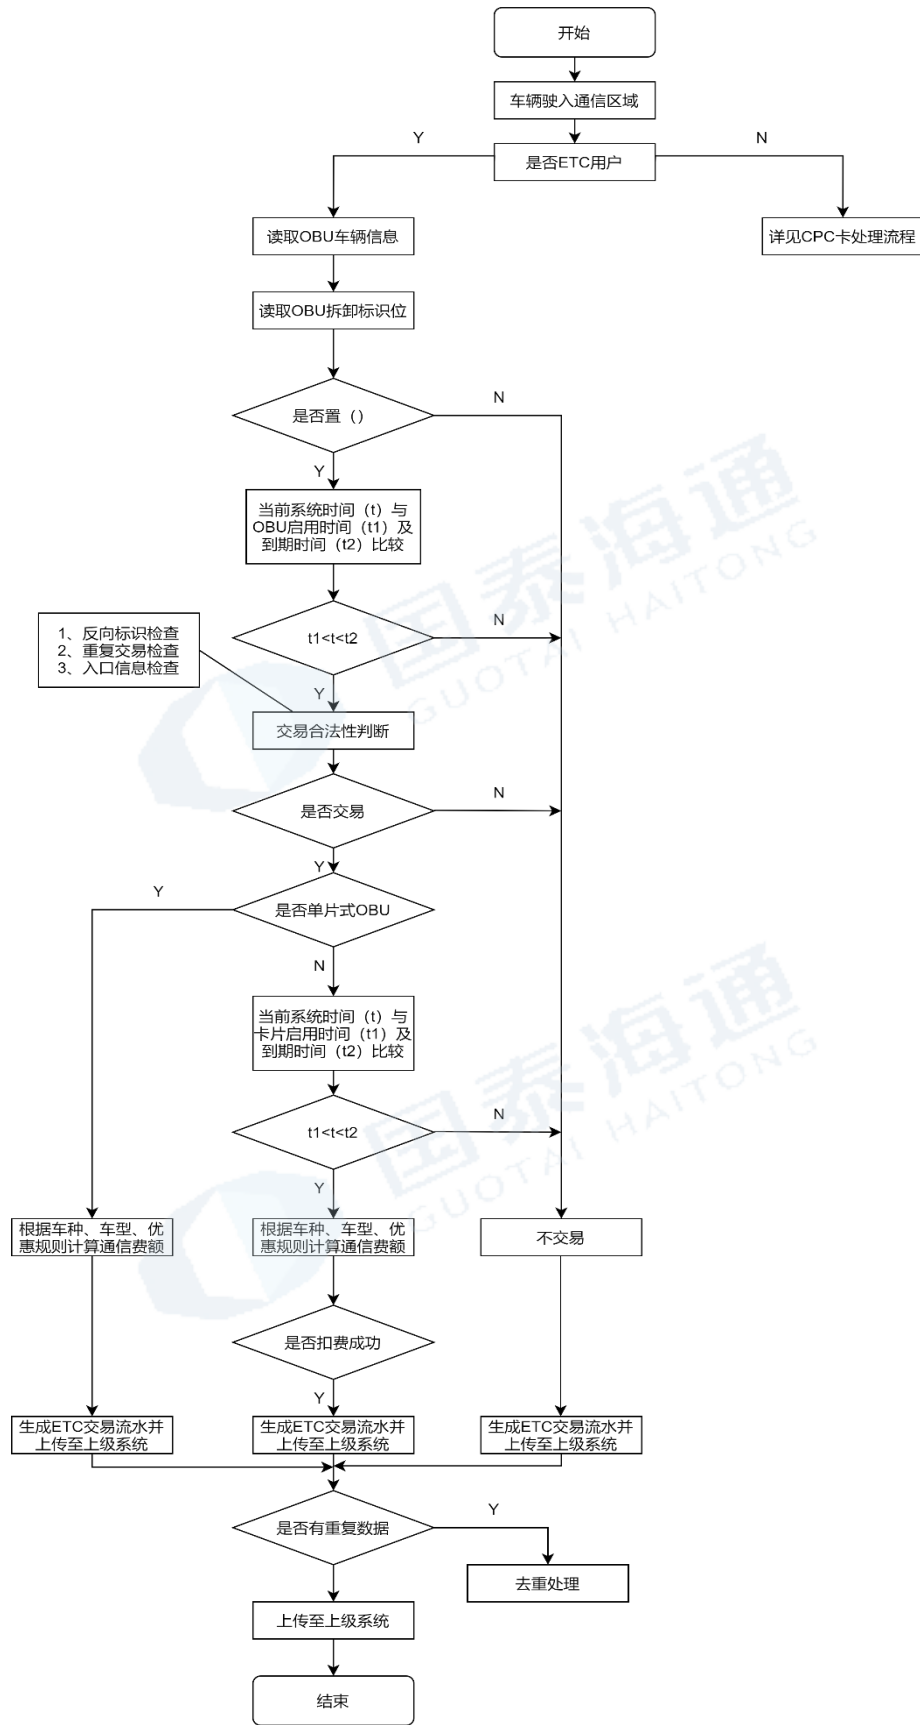 开始
车辆驶入通信区域
Y
N
是否ETC用户
读取OBU车辆信息
详见CPC卡处理流程
读取OBU拆卸标识位
N
是否置（）
Y
当前系统时间（t）与
OBU启用时间（t1）及
到期时间（t2）比较
1、反向标识检查
2、重复交易检查
3、入口信息检查
t1<t<t2
N
Y
交易合法性判断
是否交易
N
Y
Y
是否单片式OBU
N
当前系统时间（t）与
卡片启用时间（t1）及
到期时间（t2）比较
N
t1<t<t2
Y
根据车种、车型、优
惠规则计算通信费额
根据车种、车型、优
惠规则计算通信费额
不交易
是否扣费成功
Y
生成ETC交易流水并
上传至上级系统
生成ETC交易流水并
上传至上级系统
生成ETC交易流水并
上传至上级系统
是否有重复数据
Y
去重处理
上传至上级系统
结束
国泰海通
GUOTAI HAITONG
国泰海通
GUOTAI HAITONG